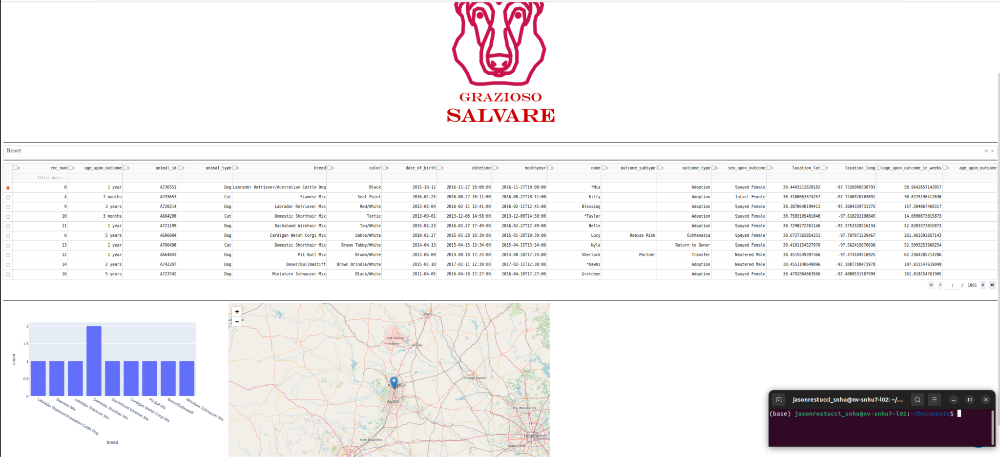 GRAZIOSO
SALVARE
Reset
rec_num age_upon_outcome animal_id animal_type breed color date_of_birth datetime monthyear name outcome_subtype outcome_type sex_upon_outcome location_lat location_long age_upon_outcome_in_weeks age_upon_outsome
filter data...
8 1 year A736551 Dog Labrador Retriever/Australian Cattle Dog Black 2015-10-12 2016-11-27 18:00:00 2016-11-27T18:00:00 *Mia Adoption Spayed Female 30.4443212820182 -97.7326980338793 58.9642857142857
4 7 months A733653 Cat Siamese Mix Seal Point 2016-01-25 2016-08-27 18:11:00 2016-08-27T18:11:00 Kitty Adoption Intact Female 30.3188063374257 -97.7240376703891 30.8225198412698
9 3 years A720214 Dog Labrador Retriever Mix Red/White 2013-02-04 2016-02-11 12:41:00 2016-02-11T12:41:00 Blessing Adoption Spayed Female 30.3870648199411 -97.3684339731375 157.504067460317
10 3 months A664290 Cat Domestic Shorthair Mix Tortie 2013-09-01 2013-12-08 14:58:00 2013-12-08T14:58:00 *Taylor Adoption Spayed Female 30.7583105481048 -97.618292198845 14.0890873015873
11 1 year A721199 Dog Dachshund Wirehair Mix Tan/White 2015-02-23 2016-02-27 17:49:00 2016-02-27T17:49:00 Belle Adoption Spayed Female 30.7290272761146 -97.3753328216134 52.8203373015873
6 5 years A696004 Dog Cardigan Welsh Corgi Mix Sable/White 2010-01-27 2015-01-28 10:39:00 2015-01-28T10:39:00 Lucy Rabies Risk Euthanasia Spayed Female 30.6737365854231 -97.707971529467 261.063392857143
13 1 year A700408 Cat Domestic Shorthair Mix Brown Tabby/White 2014-04-13 2015-04-15 13:34:00 2015-04-15T13:34:00 Nyla Return to Owner Spayed Female 30.4101154527976 -97.562415670838 52.5093253968254
12 1 year A664843 Dog Pit Bull Mix Brown/White 2013-06-09 2014-08-18 17:24:00 2014-08-18T17:24:00 Sherlock Partner Transfer Neutered Male 30.4515549397366 -97.474104510925 62.2464285714286
14 2 years A742287 Dog Boxer/Bullmastiff Brown Brindle/White 2015-01-18 2017-02-11 12:30:00 2017-02-11T12:30:00 *Kawhi Adoption Neutered Male 30.4551148649096 -97.3087780473978 107.931547619048
16 5 years A723742 Dog Miniature Schnauzer Mix Black/White 2011-04-05 2016-04-10 17:27:00 2016-04-10T17:27:00 Gretchen Adoption Spayed Female 30.4792884863566 -97.4088531587999 261.818154761905
« ‹ 1 / 1001 › »
2
1.5
1
0.5
0
count
Labrador Retriever/Australian Cattle Dog
Siamese Mix
Labrador Retriever Mix
Domestic Shorthair Mix
Dachshund Wirehair Mix
Cardigan Welsh Corgi Mix
Pit Bull Mix
Boxer/Bullmastiff
Miniature Schnauzer Mix
breed
+
−
Waco
Fort Cavazos
Killeen
Temple
College Station
Rock
Austin
The Woodlands
Houston
New Braunfels
Sugar Land
jasonrestucci_snhu@nv-snhu7-l02: ~/...
(base) jasonrestucci_snhu@nv-snhu7-l02:~/Documents$